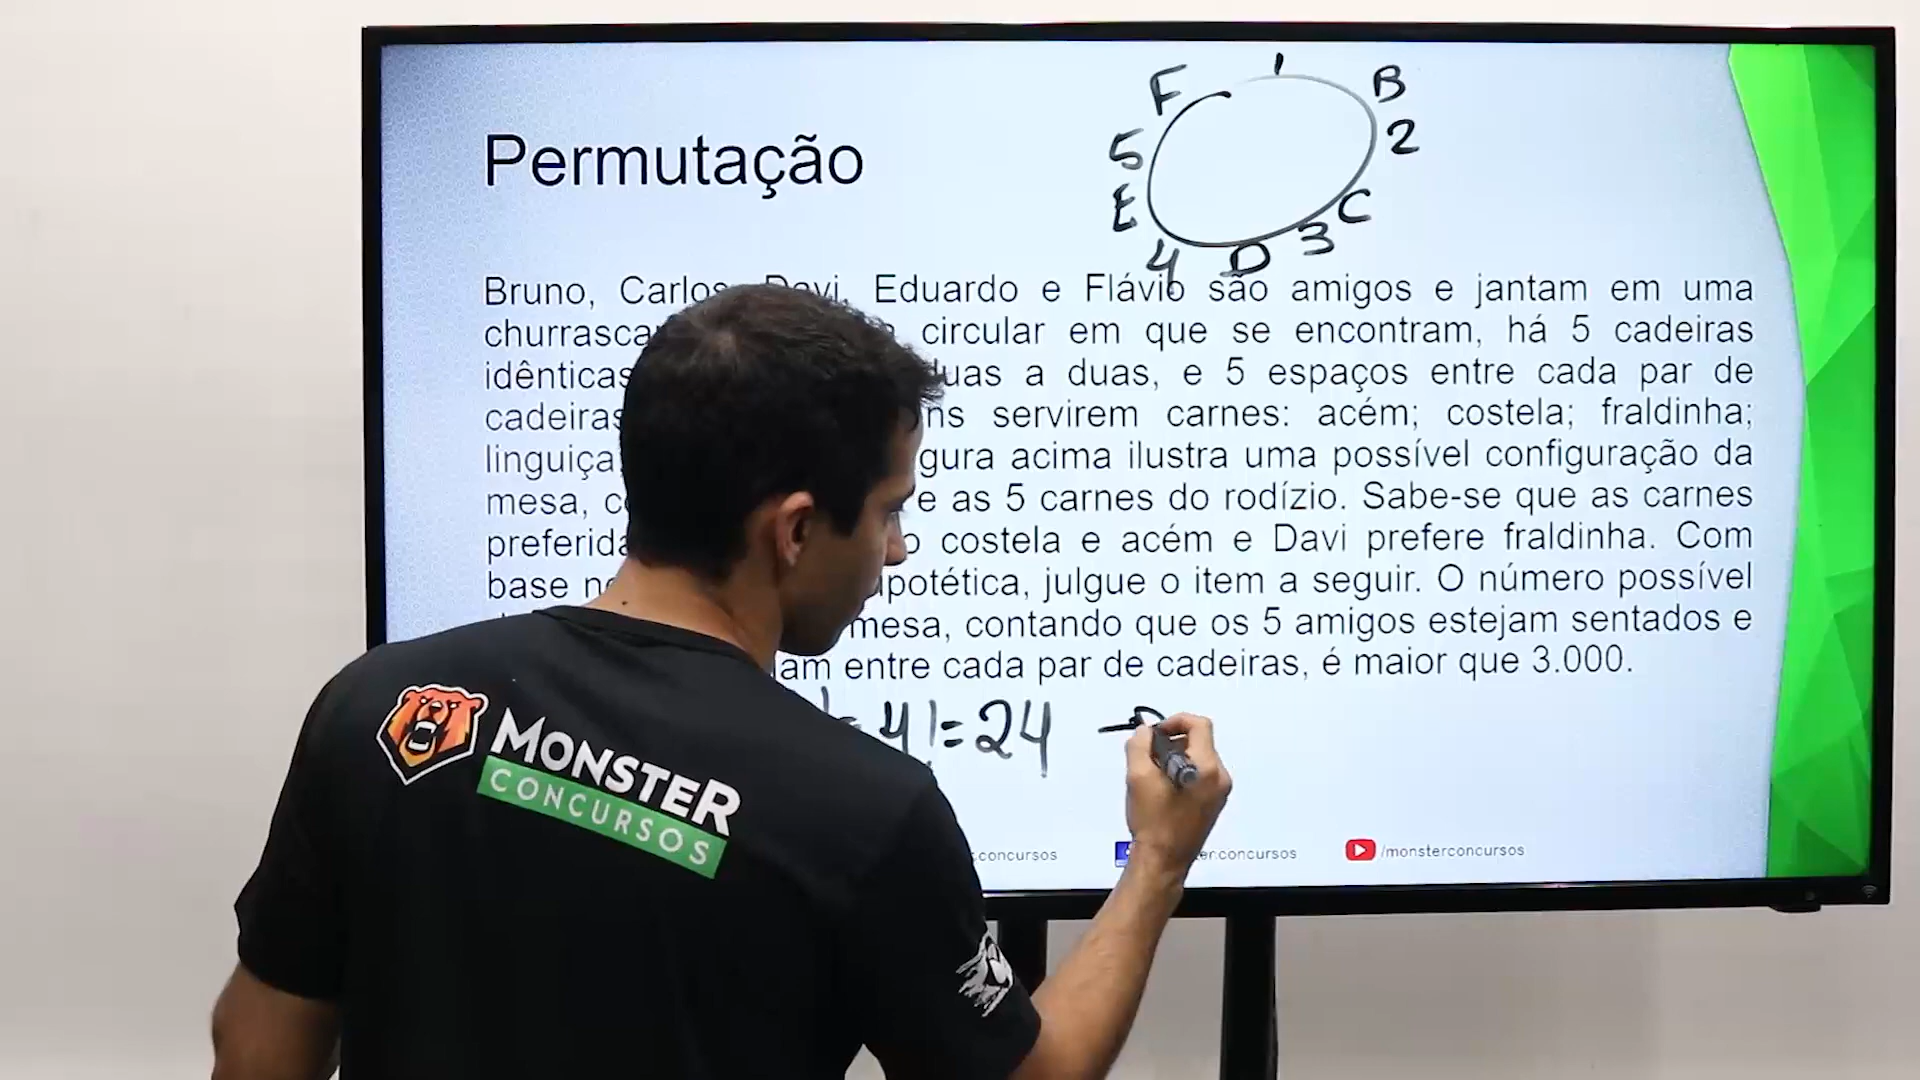 Permutação
F 1 B
5 2
E C
4 D 3
Bruno, Carlos, Davi, Eduardo e Flávio são amigos e jantam em uma
churrasca circular em que se encontram, há 5 cadeiras
idênticas duas a duas, e 5 espaços entre cada par de
cadeiras servirem carnes: acém; costela; fraldinha;
linguiça gura acima ilustra uma possível configuração da
mesa, e as 5 carnes do rodízio. Sabe-se que as carnes
preferida costela e acém e Davi prefere fraldinha. Com
base ipotética, julgue o item a seguir. O número possível
mesa, contando que os 5 amigos estejam sentados e
am entre cada par de cadeiras, é maior que 3.000.
= 4! = 24
.concursos er.concursos /monsterconcursos
MONSTER
CONCURSOS